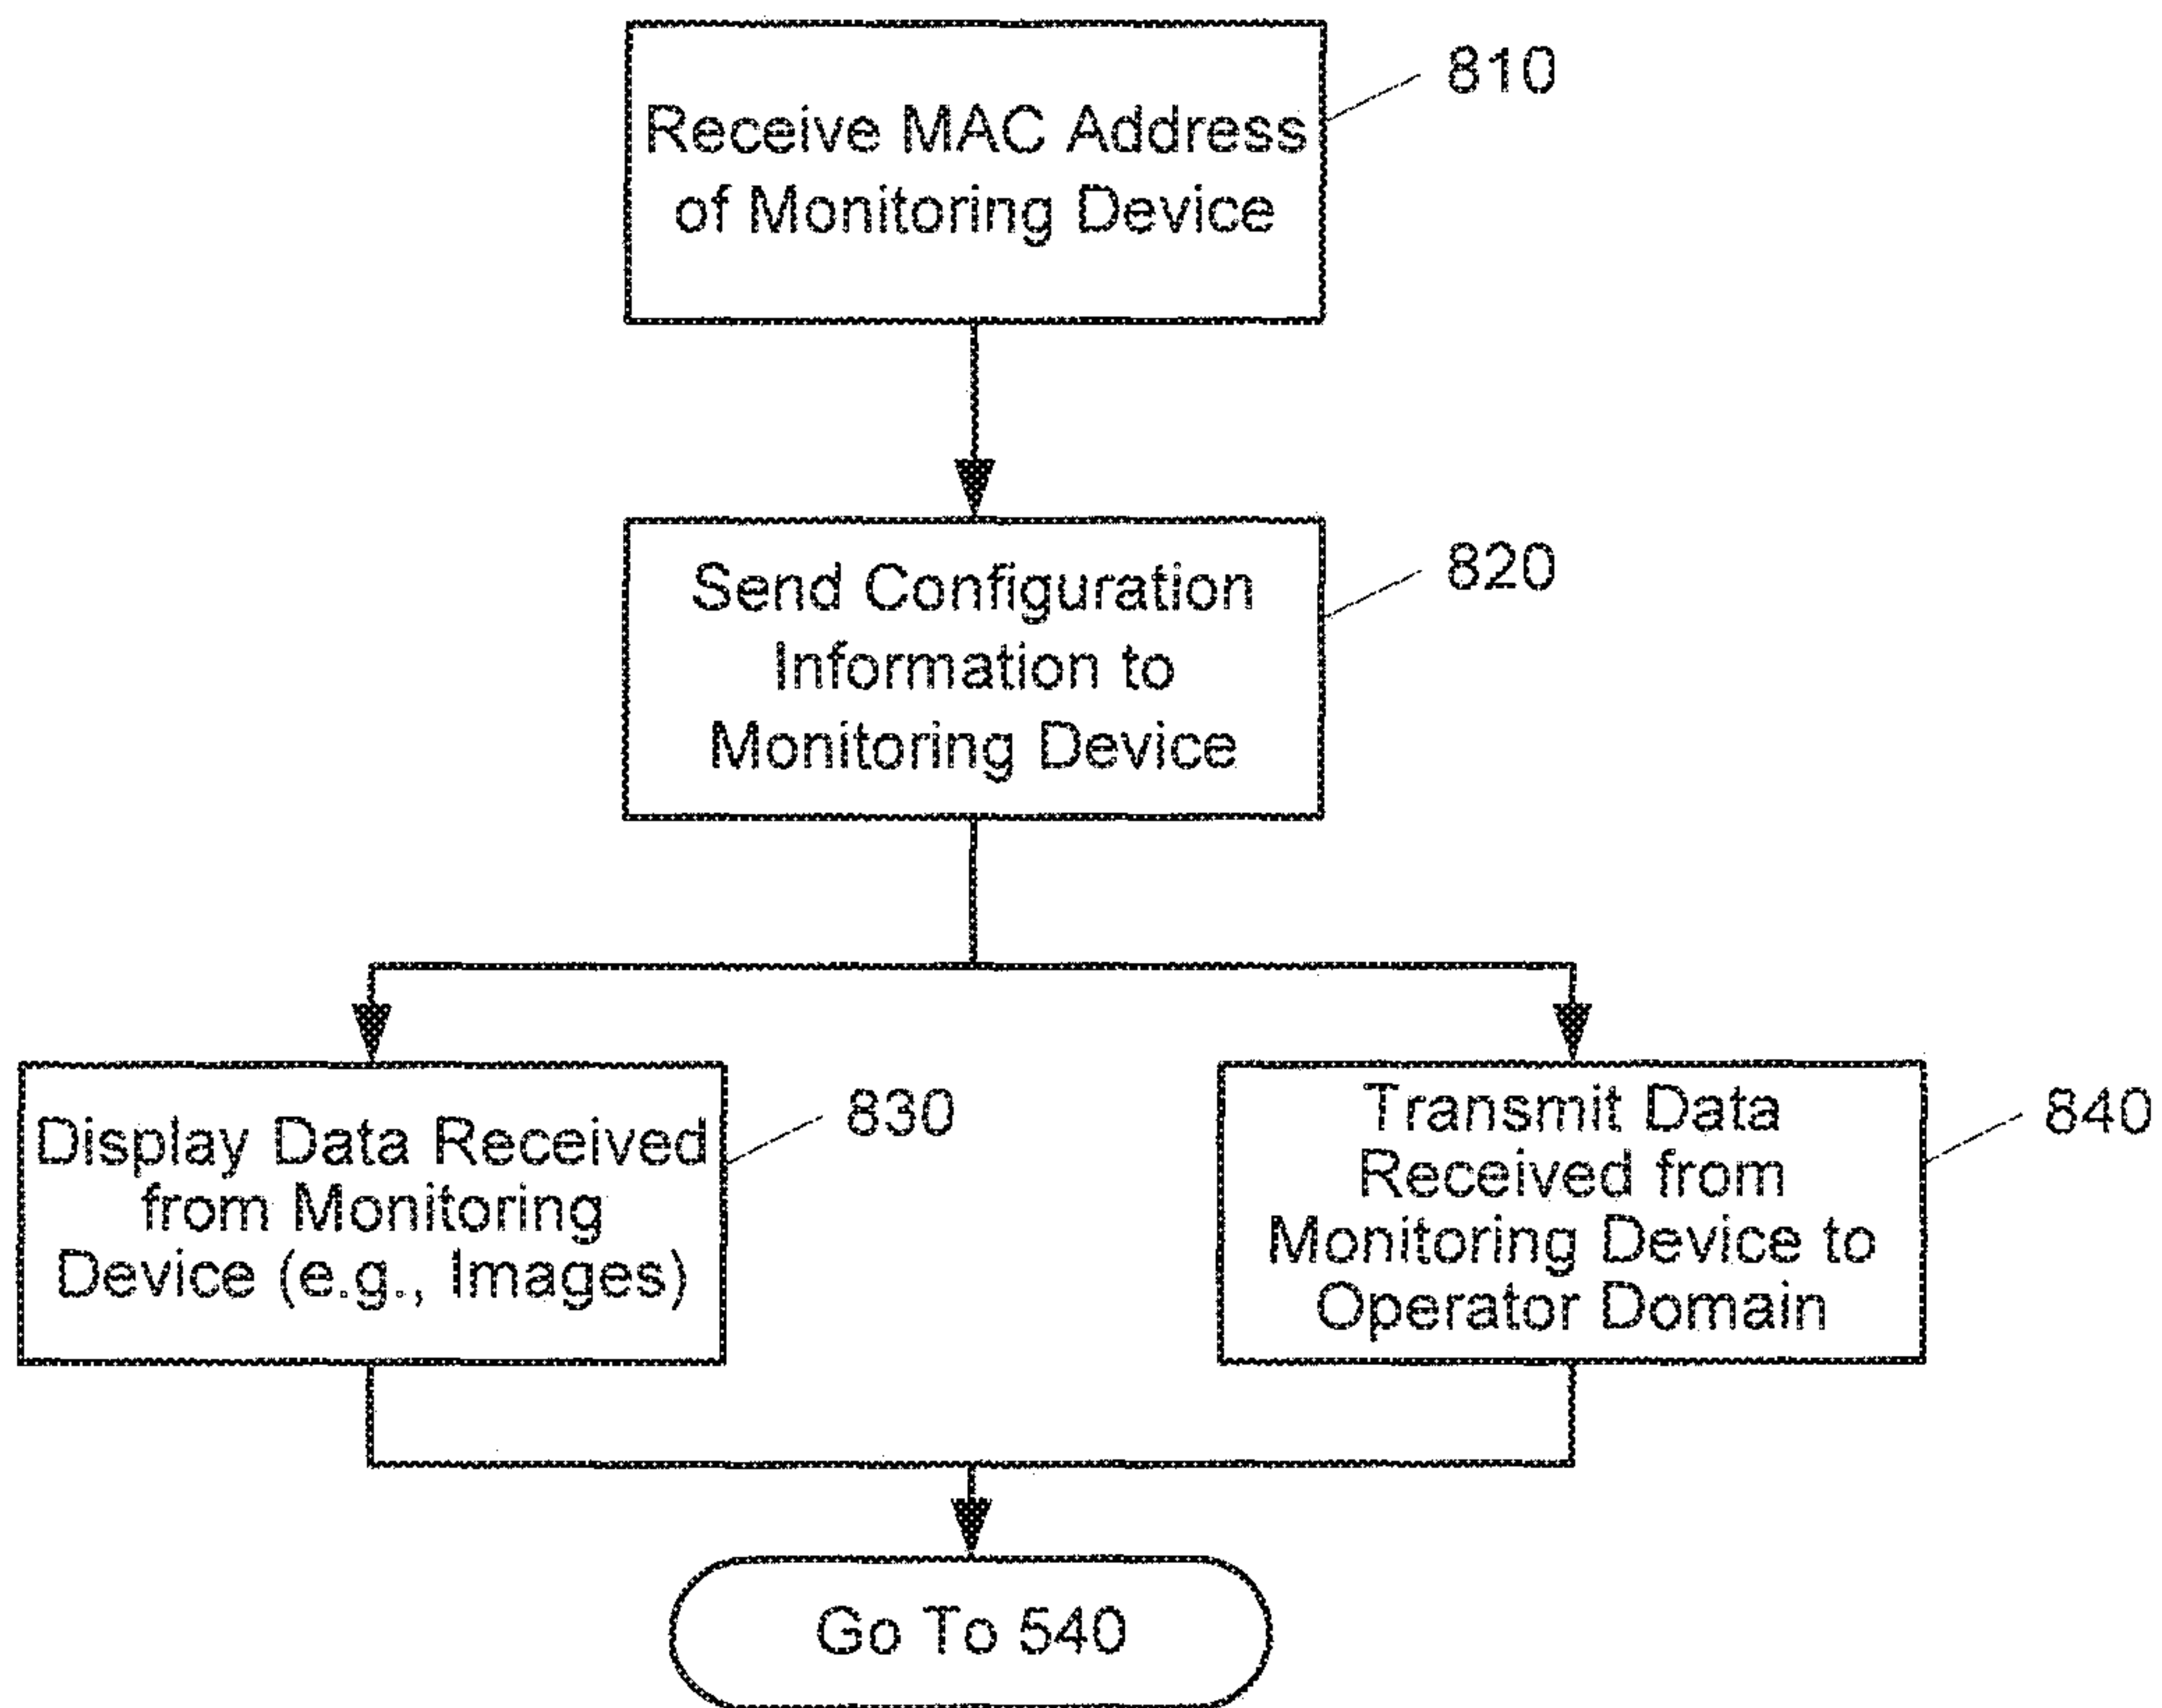 810
Receive MAC Address
of Monitoring Device
820
Send Configuration
Information to
Monitoring Device
830
Display Data Received
from Monitoring
Device (e.g., Images)
840
Transmit Data
Received from
Monitoring Device to
Operator Domain
Go To 540